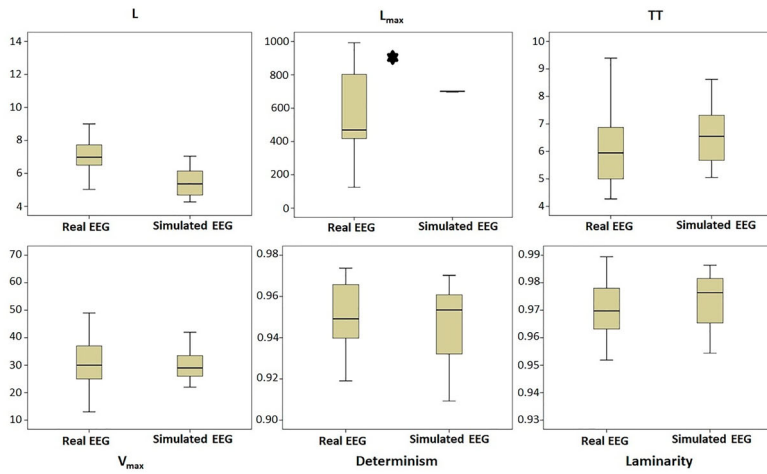 L
L max
TT
14
12
10
8
6
4
Real EEG
Simulated EEG
1000
800
600
400
200
0
Real EEG
Simulated EEG
10
9
8
7
6
5
4
Real EEG
Simulated EEG
70
60
50
40
30
20
10
Real EEG
Simulated EEG
0.98
0.96
0.94
0.92
0.90
Real EEG
Simulated EEG
0.99
0.98
0.97
0.96
0.95
0.94
0.93
Real EEG
Simulated EEG
V max
Determinism
Laminarity